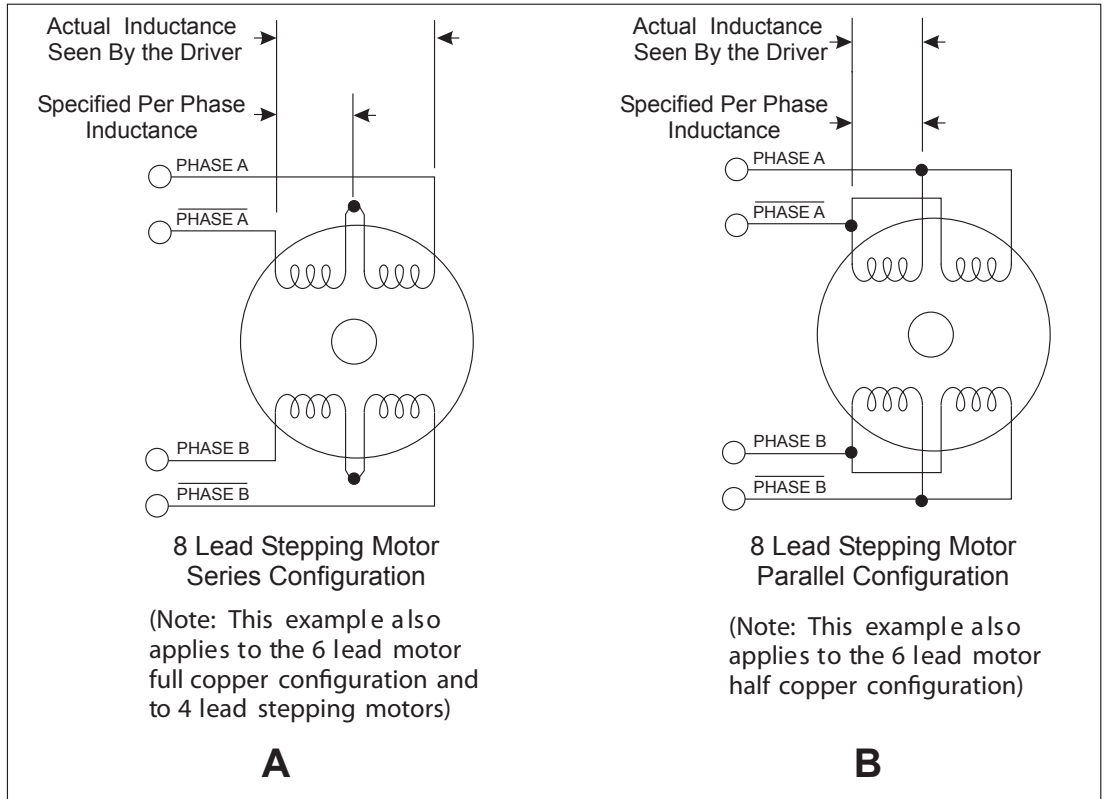 Actual Inductance
Seen By the Driver
Specified Per Phase
Inductance
PHASE A
PHASE A
PHASE B
PHASE B
8 Lead Stepping Motor
Series Configuration
(Note: This example also
applies to the 6 lead motor
full copper configuration and
to 4 lead stepping motors)
A
Actual Inductance
Seen By the Driver
Specified Per Phase
Inductance
PHASE A
PHASE A
PHASE B
PHASE B
8 Lead Stepping Motor
Parallel Configuration
(Note: This example also
applies to the 6 lead motor
half copper configuration)
B